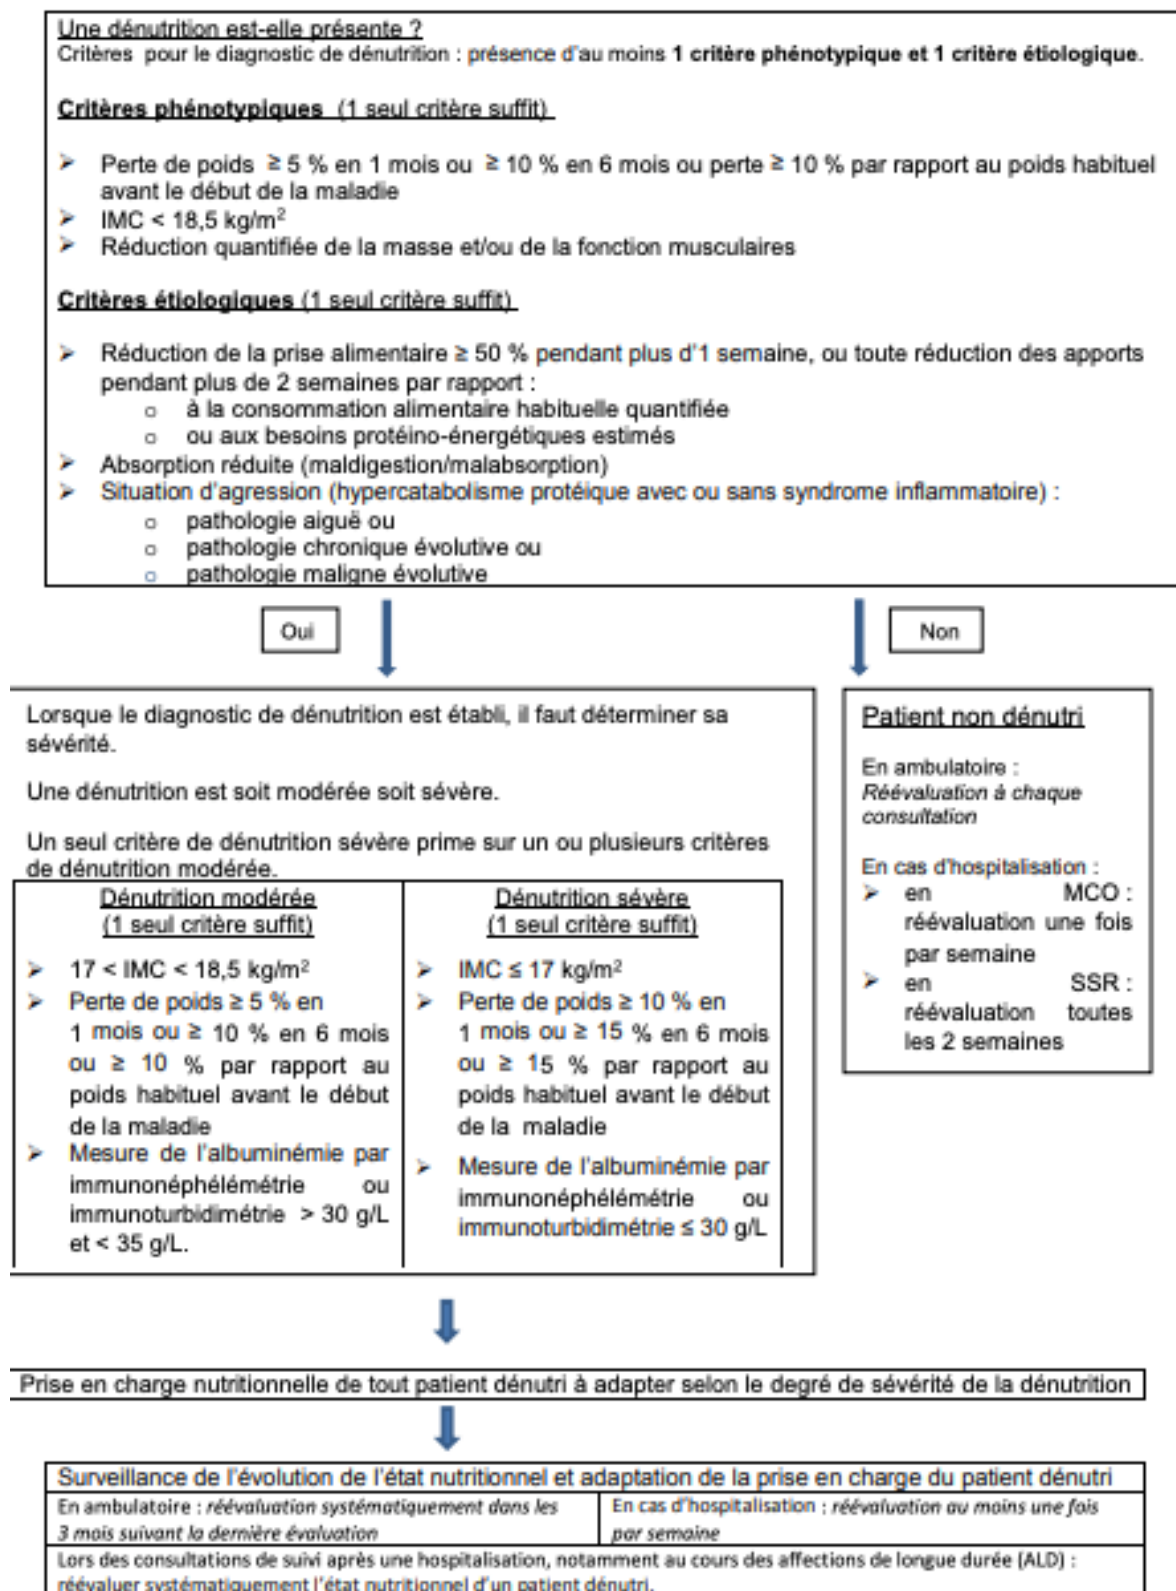 Une dénutrition est-elle présente ?
Critères pour le diagnostic de dénutrition : présence d'au moins 1 critère phénotypique et 1 critère étiologique.
Critères phénotypiques (1 seul critère suffit)
➢ Perte de poids ≥ 5 % en 1 mois ou ≥ 10 % en 6 mois ou perte ≥ 10 % par rapport au poids habituel
avant le début de la maladie
➢ IMC < 18,5 kg/m²
➢ Réduction quantifiée de la masse et/ou de la fonction musculaires
Critères étiologiques (1 seul critère suffit)
➢ Réduction de la prise alimentaire ≥ 50 % pendant plus d'1 semaine, ou toute réduction des apports
pendant plus de 2 semaines par rapport :
o à la consommation alimentaire habituelle quantifiée
o ou aux besoins protéino-énergétiques estimés
➢ Absorption réduite (maldigestion/malabsorption)
➢ Situation d'agression (hypercatabolisme protéique avec ou sans syndrome inflammatoire) :
o pathologie aiguë ou
o pathologie chronique évolutive ou
o pathologie maligne évolutive
Oui
Non
Lorsque le diagnostic de dénutrition est établi, il faut déterminer sa
sévérité.
Une dénutrition est soit modérée soit sévère.
Un seul critère de dénutrition sévère prime sur un ou plusieurs critères
de dénutrition modérée.
Dénutrition modérée
(1 seul critère suffit)
➢ 17 < IMC < 18,5 kg/m²
➢ Perte de poids ≥ 5 % en
1 mois ou ≥ 10 % en 6 mois
ou ≥ 10 % par rapport au
poids habituel avant le début
de la maladie
➢ Mesure de l'albuminémie par
immunonéphélémétrie ou
immunoturbidimétrie > 30 g/L
et < 35 g/L.
Dénutrition sévère
(1 seul critère suffit)
➢ IMC ≤ 17 kg/m²
➢ Perte de poids ≥ 10 % en
1 mois ou ≥ 15 % en 6 mois
ou ≥ 15 % par rapport au
poids habituel avant le début
de la maladie
➢ Mesure de l'albuminémie par
immunonéphélémétrie ou
immunoturbidimétrie ≤ 30 g/L
Patient non dénutri
En ambulatoire :
Réévaluation à chaque
consultation
En cas d'hospitalisation :
➢ en MCO :
réévaluation une fois
par semaine
➢ en SSR :
réévaluation toutes
les 2 semaines
Prise en charge nutritionnelle de tout patient dénutri à adapter selon le degré de sévérité de la dénutrition
Surveillance de l'évolution de l'état nutritionnel et adaptation de la prise en charge du patient dénutri
En ambulatoire : réévaluation systématiquement dans les
3 mois suivant la dernière évaluation
En cas d'hospitalisation : réévaluation au moins une fois
par semaine
Lors des consultations de suivi après une hospitalisation, notamment au cours des affections de longue durée (ALD) :
réévaluer systématiquement l'état nutritionnel d'un patient dénutri.